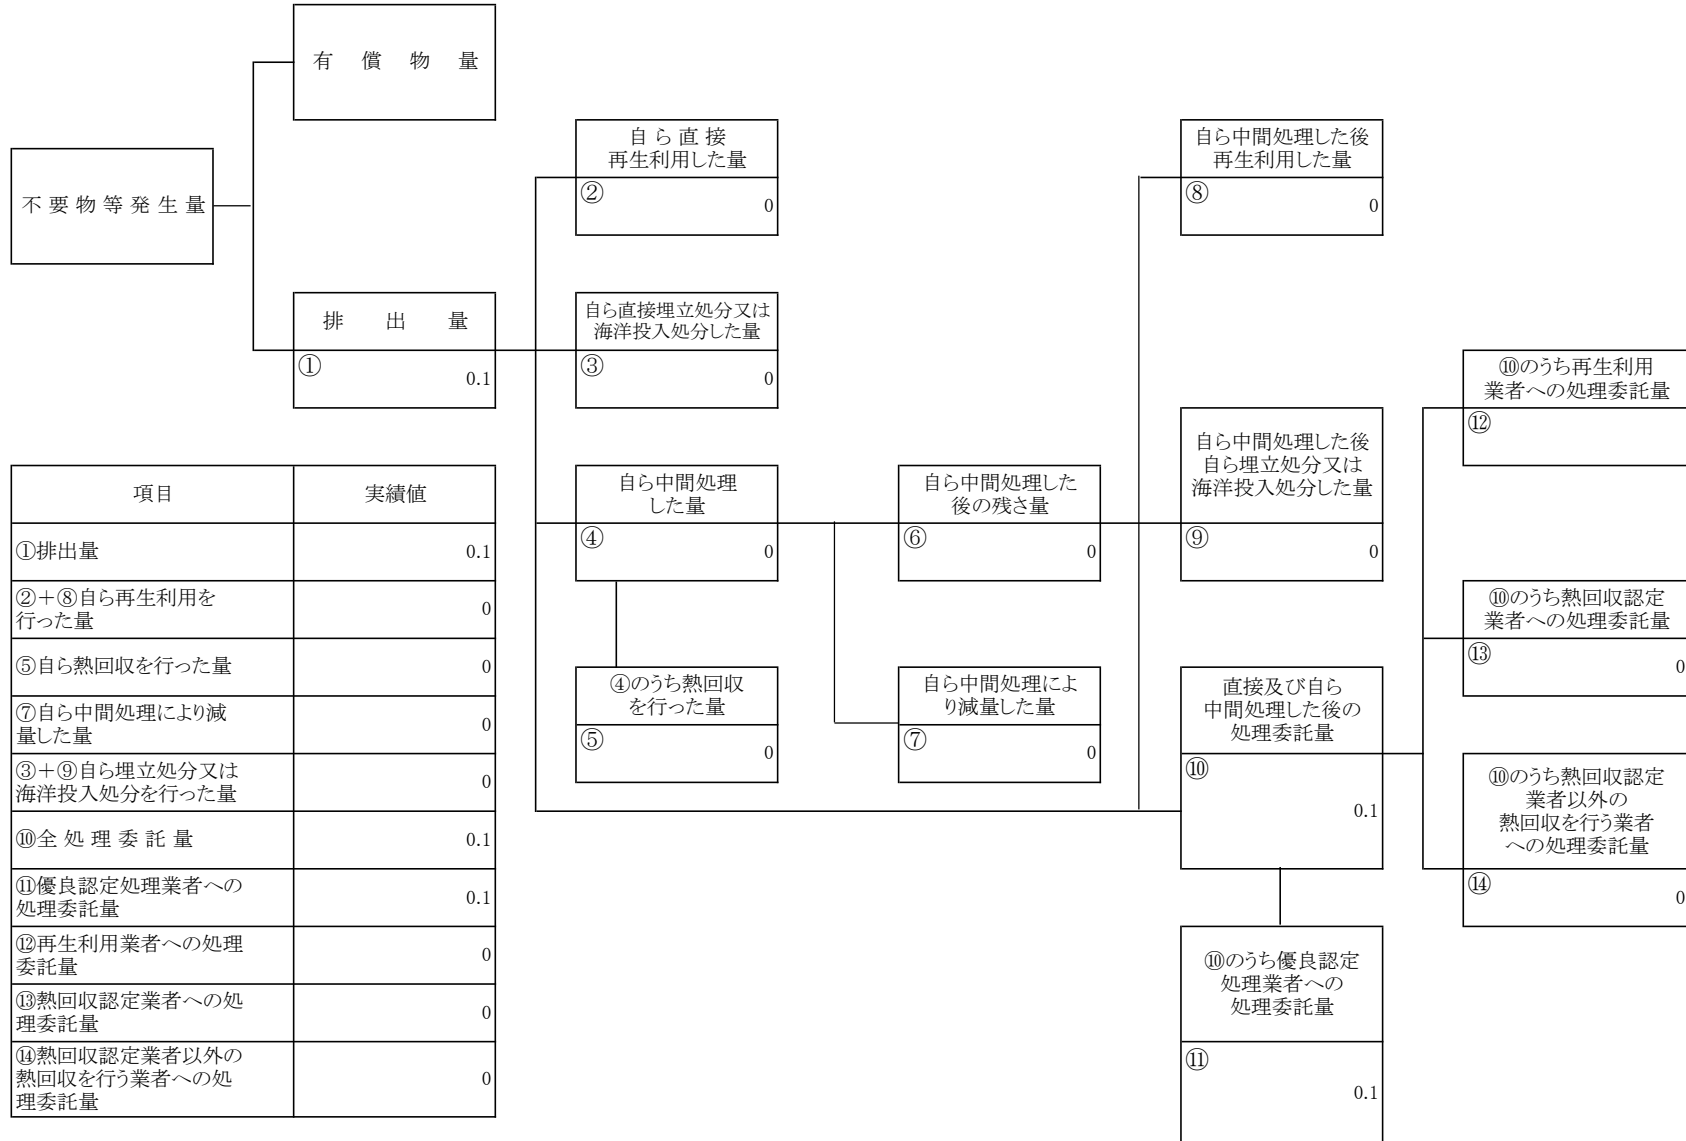 有償物量
不要物等発生量
排出量
①
0.1
自ら直接
再生利用した量
②
0
自ら直接埋立処分又は
海洋投入処分した量
③
0
自ら中間処理
した量
④
0
④のうち熱回収
を行った量
⑤
0
自ら中間処理した
後の残さ量
⑥
0
自ら中間処理によ
り減量した量
⑦
0
自ら中間処理した後
再生利用した量
⑧
0
自ら中間処理した後
自ら埋立処分又は
海洋投入処分した量
⑨
0
直接及び自ら
中間処理した後の
処理委託量
⑩
0.1
⑩のうち優良認定
処理業者への
処理委託量
⑪
0.1
⑩のうち再生利用
業者への処理委託量
⑫
⑩のうち熱回収認定
業者への処理委託量
⑬
0
⑩のうち熱回収認定
業者以外の
熱回収を行う業者
への処理委託量
⑭
0
項目 実績値
①排出量 0.1
②＋⑧自ら再生利用を
行った量 0
⑤自ら熱回収を行った量 0
⑦自ら中間処理により減
量した量 0
③＋⑨自ら埋立処分又は
海洋投入処分を行った量 0
⑩全処理委託量 0.1
⑪優良認定処理業者への
処理委託量 0.1
⑫再生利用業者への処理
委託量 0
⑬熱回収認定業者への処
理委託量 0
⑭熱回収認定業者以外の
熱回収を行う業者への処
理委託量 0